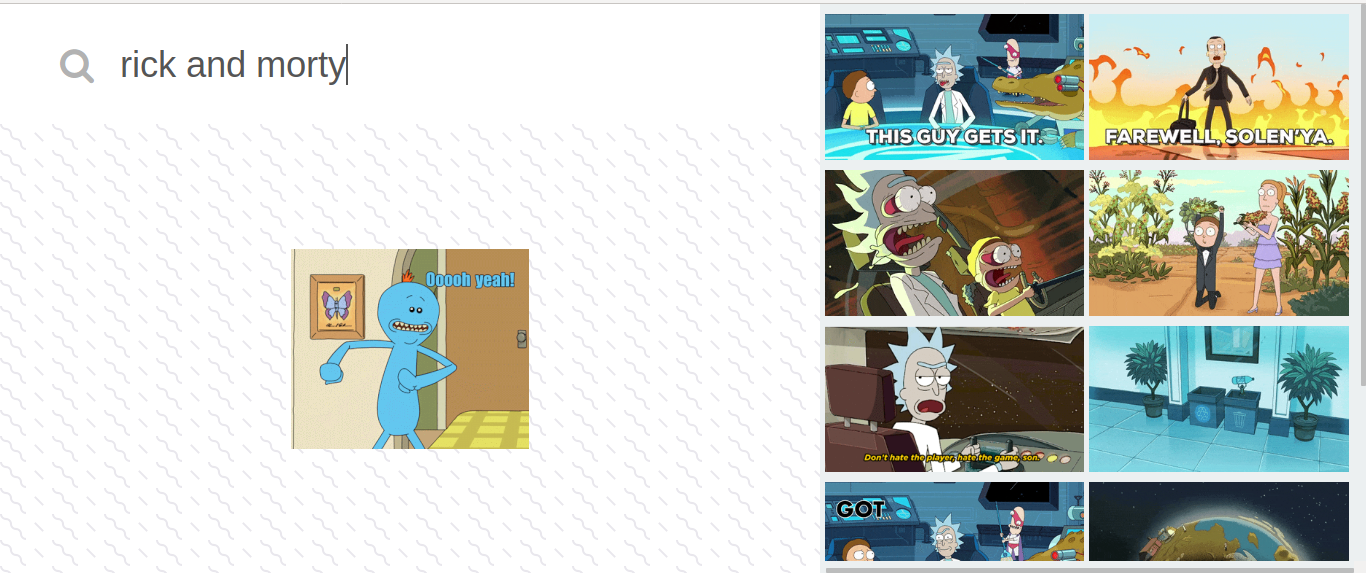 rick and morty
Ooooh yeah!
THIS GUY GETS IT.
FAREWELL, SOLEN'YA.
Don't hate the player, hate the game, son.
GOT